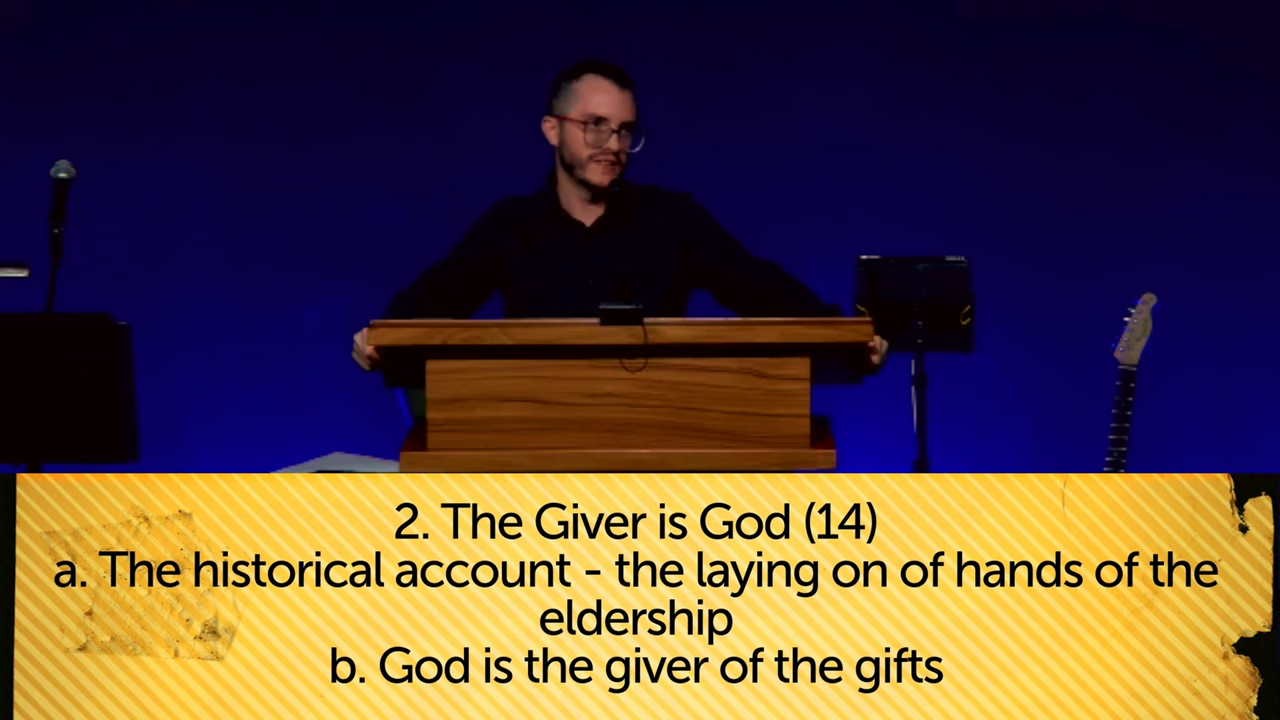 2. The Giver is God (14)
a. The historical account - the laying on of hands of the
eldership
b. God is the giver of the gifts